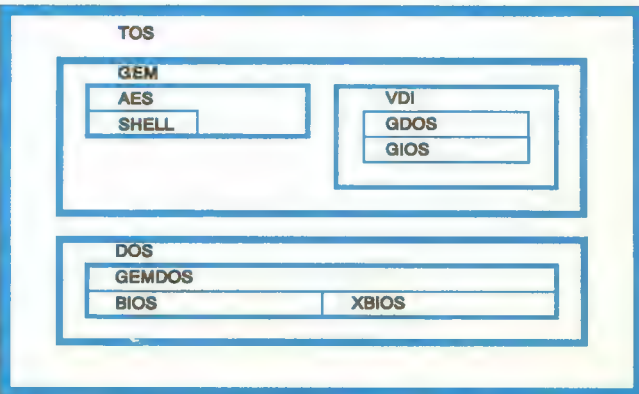 TOS
GEM
AES
SHELL
VDI
GDOS
GIOS
DOS
GEMDOS
BIOS
XBIOS